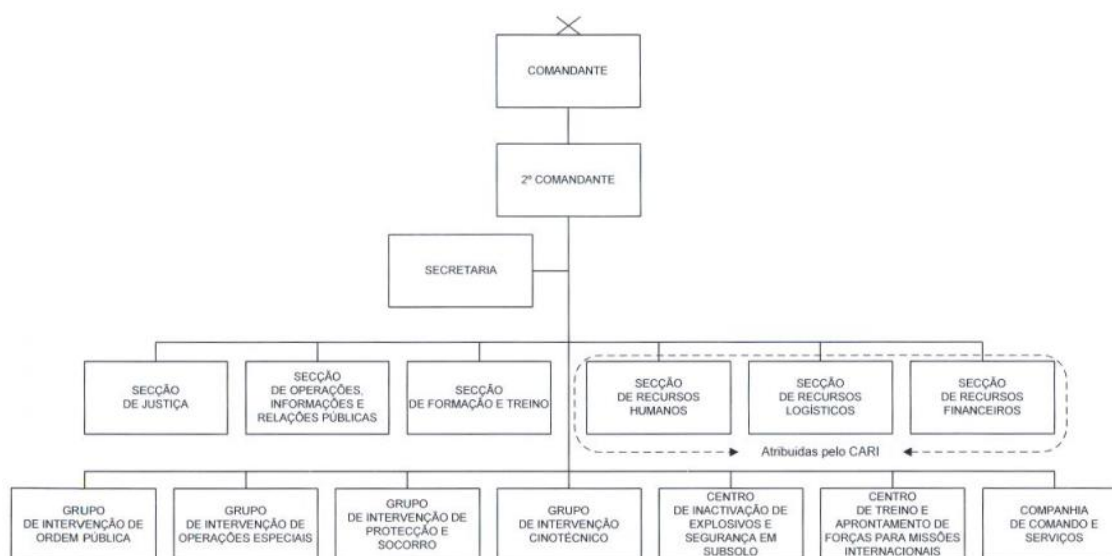 COMANDANTE
2º COMANDANTE
SECRETARIA
SECÇÃO
DE JUSTIÇA
SECÇÃO
DE OPERAÇÕES,
INFORMAÇÕES E
RELAÇÕES PÚBLICAS
SECÇÃO
DE FORMAÇÃO E TREINO
SECÇÃO
DE RECURSOS
HUMANOS
SECÇÃO
DE RECURSOS
LOGÍSTICOS
SECÇÃO
DE RECURSOS
FINANCEIROS
Atribuidas pelo CARI
GRUPO
DE INTERVENÇÃO DE
ORDEM PÚBLICA
GRUPO
DE INTERVENÇÃO DE
OPERAÇÕES ESPECIAIS
GRUPO
DE INTERVENÇÃO DE
PROTECÇÃO E
SOCORRO
GRUPO
DE INTERVENÇÃO
CINOTÉCNICO
CENTRO
DE INACTIVAÇÃO DE
EXPLOSIVOS E
SEGURANÇA EM
SUBSOLO
CENTRO
DE TREINO E
APRONTAMENTO DE
FORÇAS PARA MISSÕES
INTERNACIONAIS
COMPANHIA
DE COMANDO E
SERVIÇOS